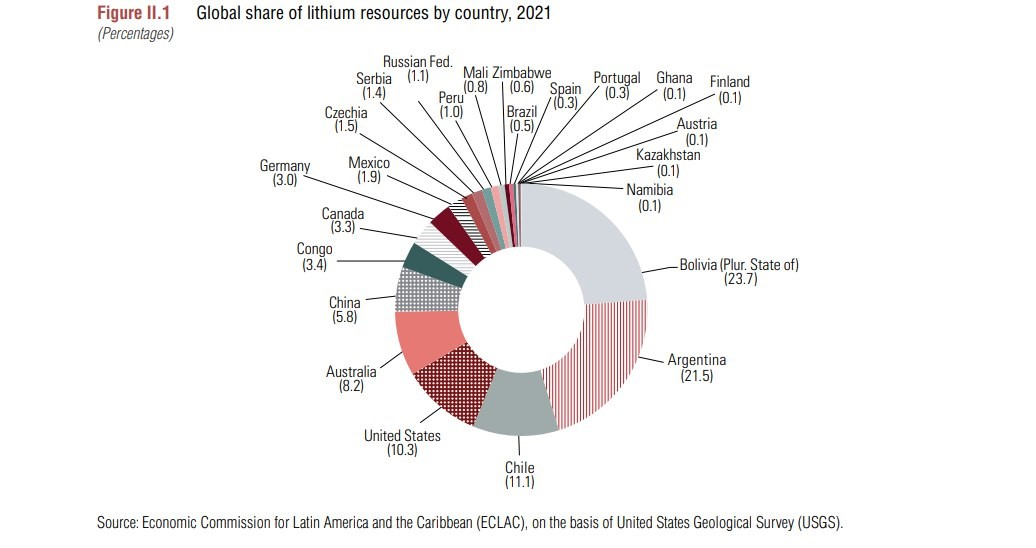 Figure II.1 Global share of lithium resources by country, 2021
(Percentages)
Russian Fed.
(1.1)
Serbia
(1.4)
Mali
(0.8)
Zimbabwe
(0.6)
Spain
(0.3)
Portugal
(0.3)
Ghana
(0.1)
Finland
(0.1)
Czechia
(1.5)
Peru
(1.0)
Brazil
(0.5)
Austria
(0.1)
Germany
(3.0)
Mexico
(1.9)
Kazakhstan
(0.1)
Namibia
(0.1)
Canada
(3.3)
Congo
(3.4)
Bolivia (Plur. State of)
(23.7)
China
(5.8)
Australia
(8.2)
Argentina
(21.5)
United States
(10.3)
Chile
(11.1)
Source: Economic Commission for Latin America and the Caribbean (ECLAC), on the basis of United States Geological Survey (USGS).